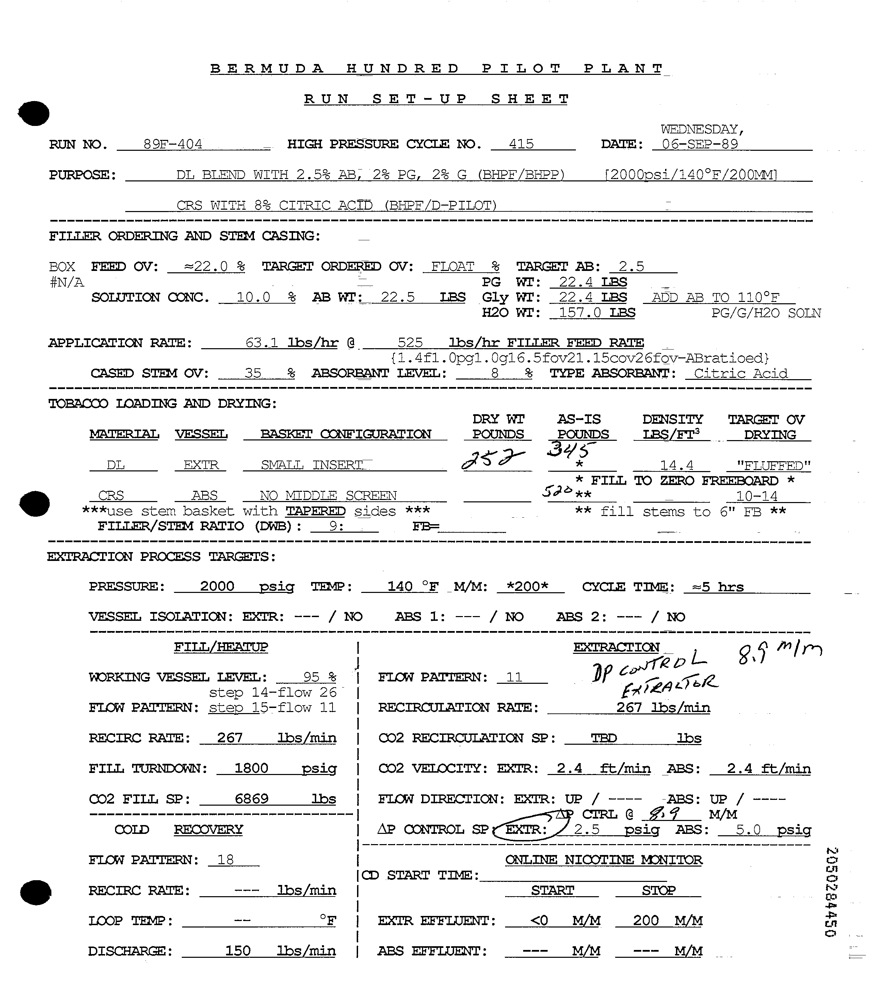 BERMUDA HUNDRED PILOT PLANT
RUN SET-UP SHEET
WEDNESDAY,
RUN NO. 89F-404 HIGH PRESSURE CYCLE NO. 415 DATE: 06-SEP-89
PURPOSE: DL BLEND WITH 2.5% AB, 2% PG, 2% G (BHPF/BHPP) [2000psi/140°F/200MM]
CRS WITH 8% CITRIC ACID (BHPF/D-PILOT)
FILLER ORDERING AND STEM CASING:
BOX FEED OV: ≈22.0 % TARGET ORDERED OV: FLOAT % TARGET AB: 2.5
#N/A PG WT: 22.4 LBS
SOLUTION CONC. 10.0 % AB WT: 22.5 LBS Gly WT: 22.4 LBS ADD AB TO 110°F
H2O WT: 157.0 LBS PG/G/H2O SOLN
APPLICATION RATE: 63.1 lbs/hr @ 525 lbs/hr FILLER FEED RATE
{1.4f1.0pg1.0g16.5fov21.15cov26fov-ABratioed}
CASED STEM OV: 35 % ABSORBANT LEVEL: 8 % TYPE ABSORBANT: Citric Acid
TOBACCO LOADING AND DRYING:
DRY WT AS-IS DENSITY TARGET OV
MATERIAL VESSEL BASKET CONFIGURATION POUNDS POUNDS LBS/FT³ DRYING
252 345
DL EXTR SMALL INSERT * 14.4 "FLUFFED"
* FILL TO ZERO FREEBOARD *
CRS ABS NO MIDDLE SCREEN 520 ** 10-14
***use stem basket with TAPERED sides *** ** fill stems to 6" FB **
FILLER/STEM RATIO (DWB): 9: FB=
EXTRACTION PROCESS TARGETS:
PRESSURE: 2000 psig TEMP: 140 °F M/M: *200* CYCLE TIME: ≈5 hrs
VESSEL ISOLATION: EXTR: --- / NO ABS 1: --- / NO ABS 2: --- / NO
FILL/HEATUP
WORKING VESSEL LEVEL: 95 %
step 14-flow 26
FLOW PATTERN: step 15-flow 11
RECIRC RATE: 267 lbs/min
FILL TURNDOWN: 1800 psig
CO2 FILL SP: 6869 lbs
COLD RECOVERY
FLOW PATTERN: 18
RECIRC RATE: --- lbs/min
LOOP TEMP: -- °F
DISCHARGE: 150 lbs/min
EXTRACTION 8.9 m/m
FLOW PATTERN: 11 DP CONTROL
EXTRACTOR
RECIRCULATION RATE: 267 lbs/min
CO2 RECIRCULATION SP: TBD lbs
CO2 VELOCITY: EXTR: 2.4 ft/min ABS: 2.4 ft/min
FLOW DIRECTION: EXTR: UP / ---- ABS: UP / ----
ΔP CTRL @ 8.9 M/M
ΔP CONTROL SP: EXTR: 2.5 psig ABS: 5.0 psig
ONLINE NICOTINE MONITOR
CD START TIME:
START STOP
EXTR EFFLUENT: <0 M/M 200 M/M
ABS EFFLUENT: --- M/M --- M/M
2050284450